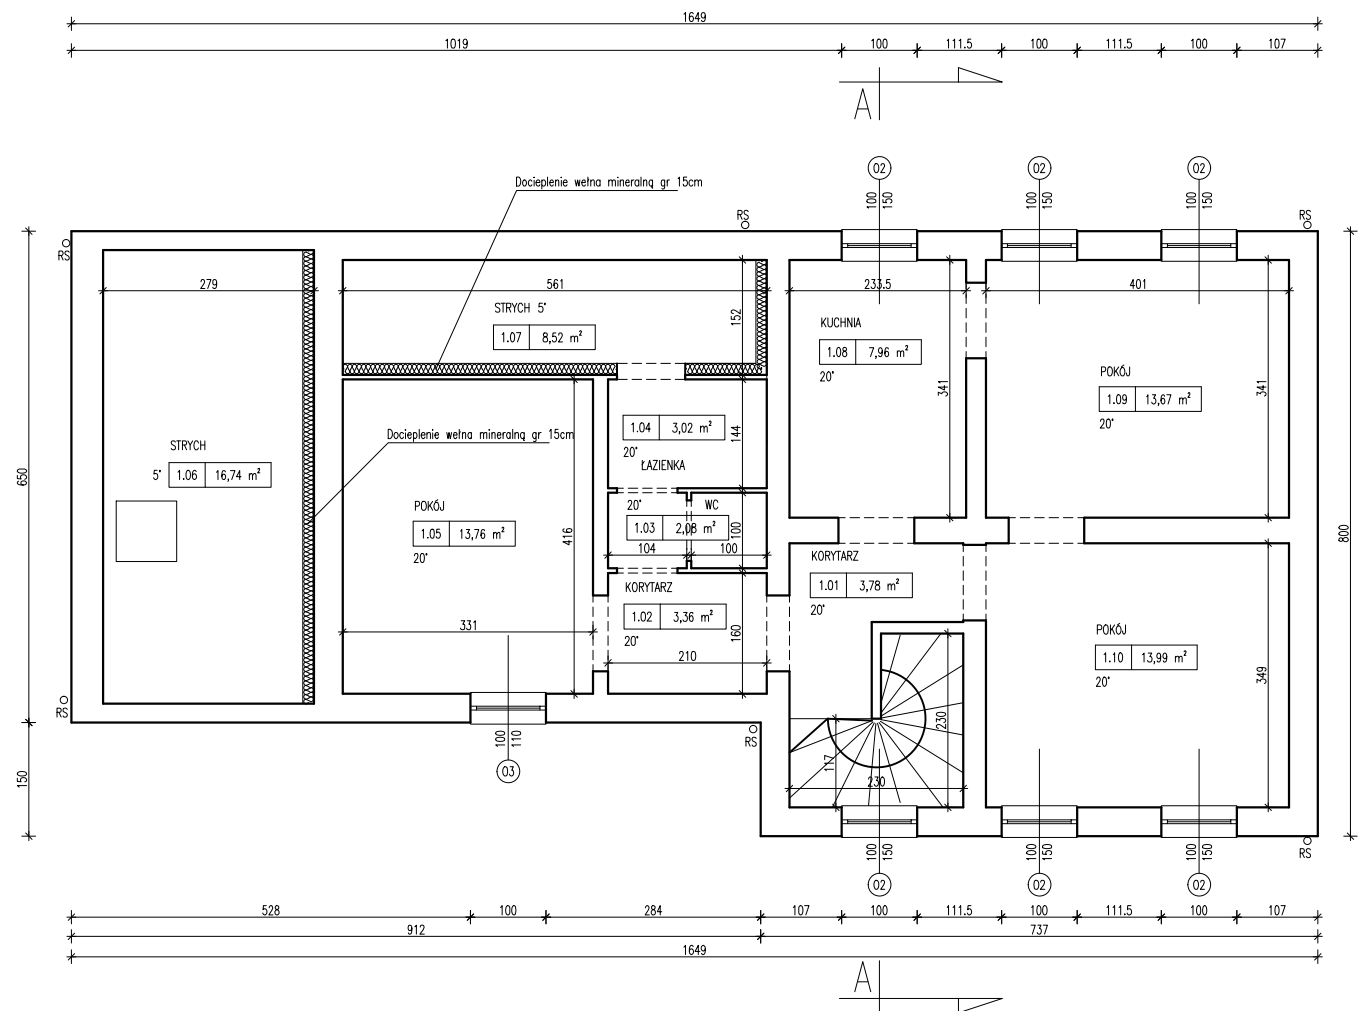 1649
1019
100
111.5
100
111.5
100
107
A
02
02
02
100
150
100
150
100
150
Docieplenie wełna mineralną gr 15cm
RS
RS
RS
279
561
233.5
401
STRYCH 5°
1.07 8,52 m²
152
KUCHNIA
1.08 7,96 m²
20°
341
POKÓJ
1.09 13,67 m²
20°
341
650
800
STRYCH
5° 1.06 16,74 m²
Docieplenie wełna mineralną gr 15cm
1.04 3,02 m²
20°
ŁAZIENKA
144
POKÓJ
1.05 13,76 m²
20°
416
20°
WC
1.03 2,08 m²
100
104
100
KORYTARZ
1.02 3,36 m²
20°
160
KORYTARZ
1.01 3,78 m²
20°
331
210
POKÓJ
1.10 13,99 m²
20°
349
RS
RS
230
117
230
150
100
110
03
RS
100
150
100
150
100
150
02
02
02
528
100
284
107
100
111.5
100
111.5
100
107
912
737
1649
A